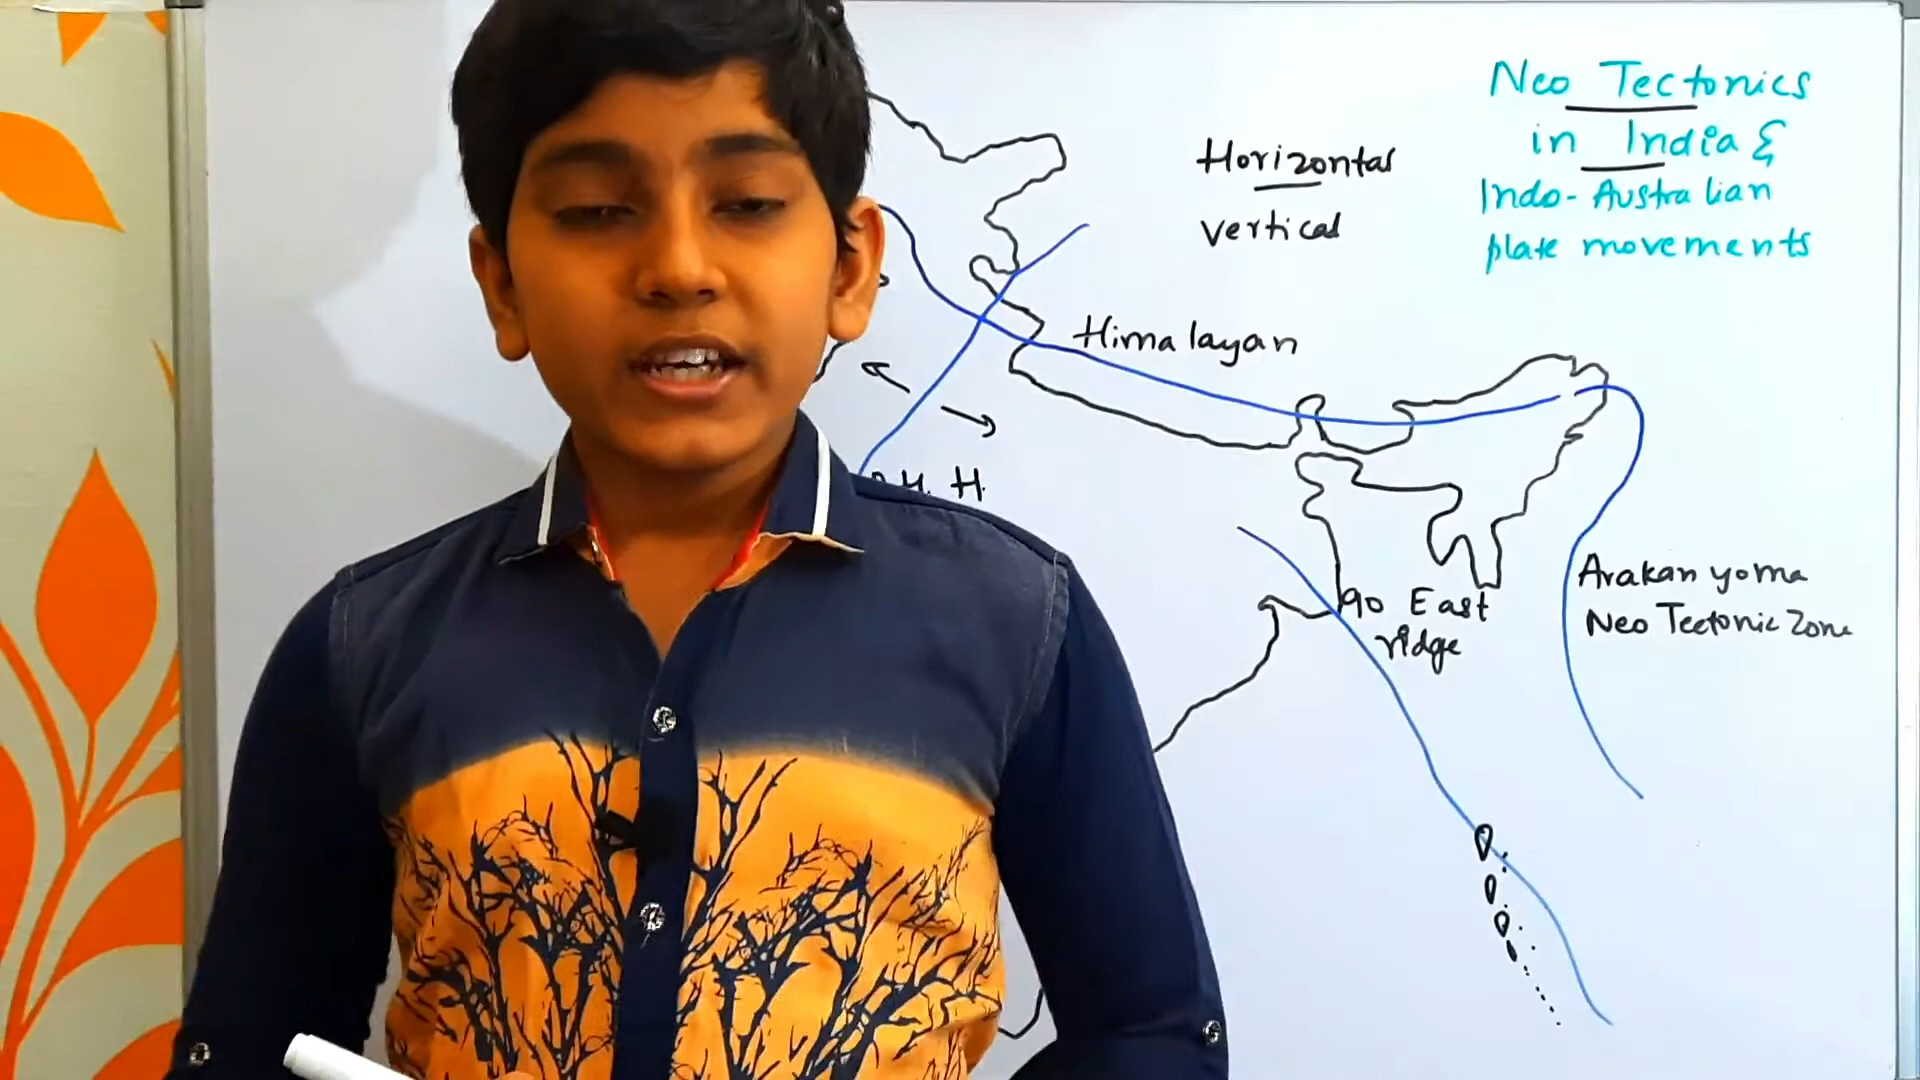 Neo Tectonics
in India &
Indo-Australian
plate movements
Horizontal
vertical
Himalayan
H. H.
90 East
ridge
Arakan yoma
Neo Tectonic Zone